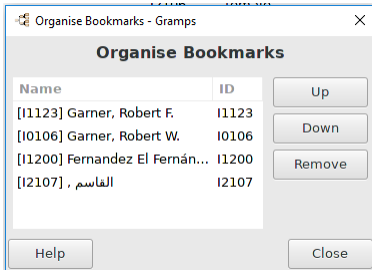 Organise Bookmarks - Gramps
Organise Bookmarks
Name ID
[I1123] Garner, Robert F. I1123
[I0106] Garner, Robert W. I0106
[I1200] Fernandez El Fernán... I1200
[I2107] , القاسم I2107
Up
Down
Remove
Help
Close